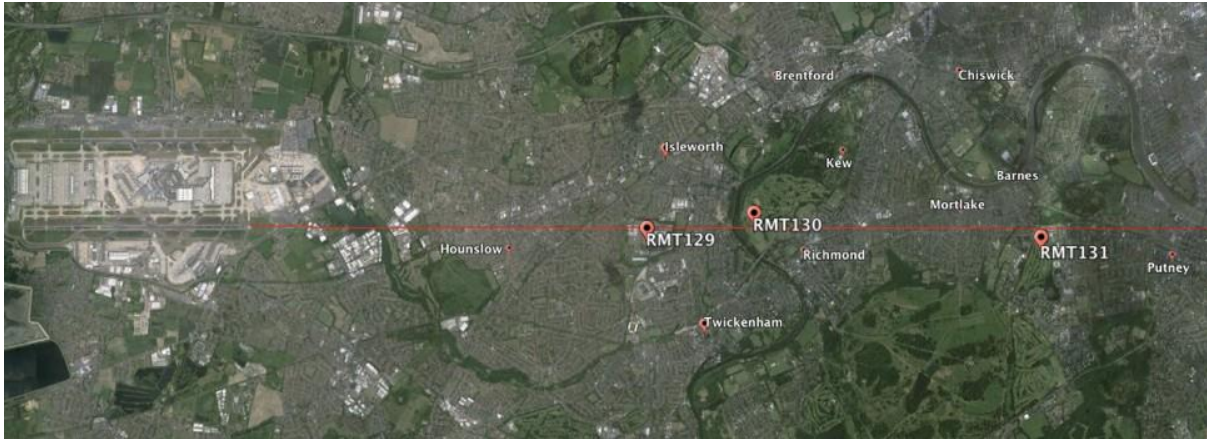 Brentford
Chiswick
Isleworth
Kew
Barnes
Mortlake
RMT130
RMT129
Hounslow
Richmond
RMT131
Putney
Twickenham